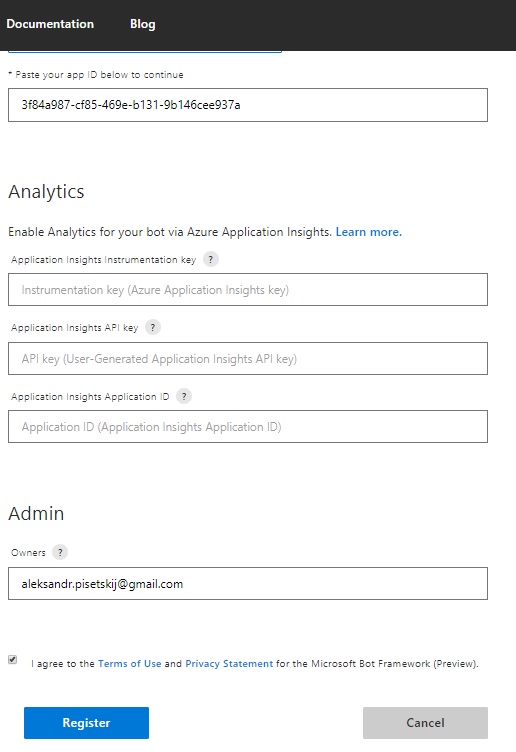 Documentation Blog
* Paste your app ID below to continue
3f84a987-cf85-469e-b131-9b146cee937a
Analytics
Enable Analytics for your bot via Azure Application Insights. Learn more.
Application Insights Instrumentation key ?
Instrumentation key (Azure Application Insights key)
Application Insights API key ?
API key (User-Generated Application Insights API key)
Application Insights Application ID ?
Application ID (Application Insights Application ID)
Admin
Owners ?
aleksandr.pisetskij@gmail.com
I agree to the Terms of Use and Privacy Statement for the Microsoft Bot Framework (Preview).
Register Cancel